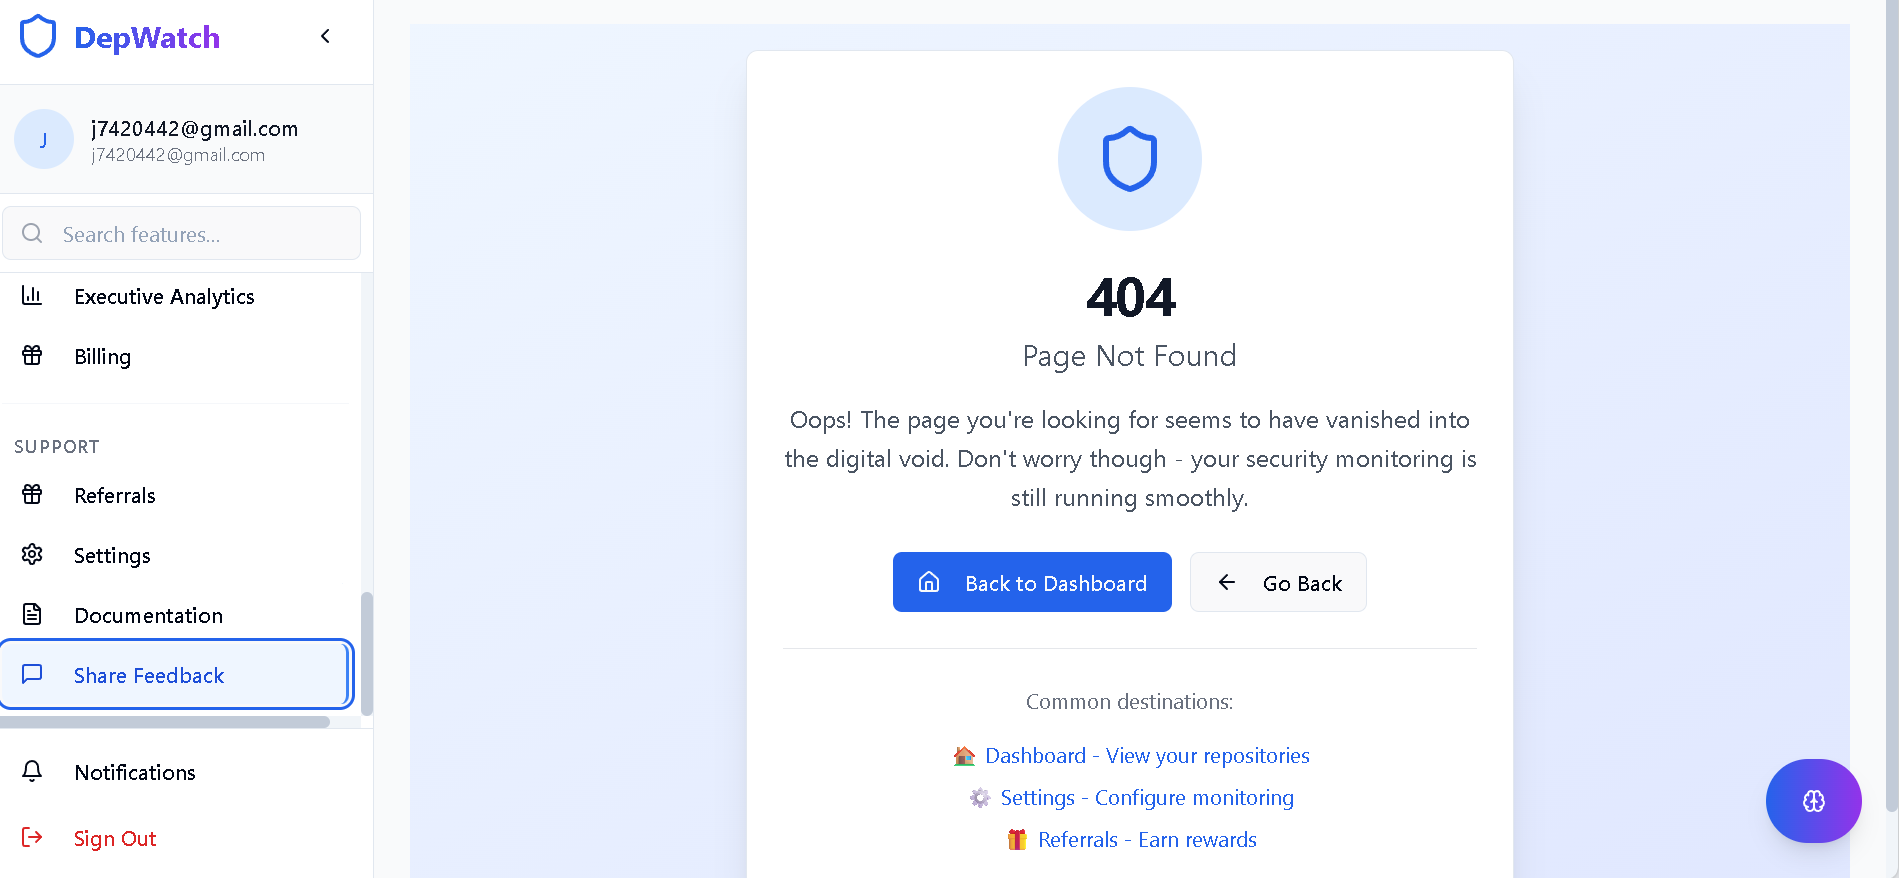 DepWatch
J
j7420442@gmail.com
j7420442@gmail.com
Search features...
Executive Analytics
Billing
SUPPORT
Referrals
Settings
Documentation
Share Feedback
Notifications
Sign Out
404
Page Not Found
Oops! The page you're looking for seems to have vanished into
the digital void. Don't worry though - your security monitoring is
still running smoothly.
Back to Dashboard
Go Back
Common destinations:
Dashboard - View your repositories
Settings - Configure monitoring
Referrals - Earn rewards